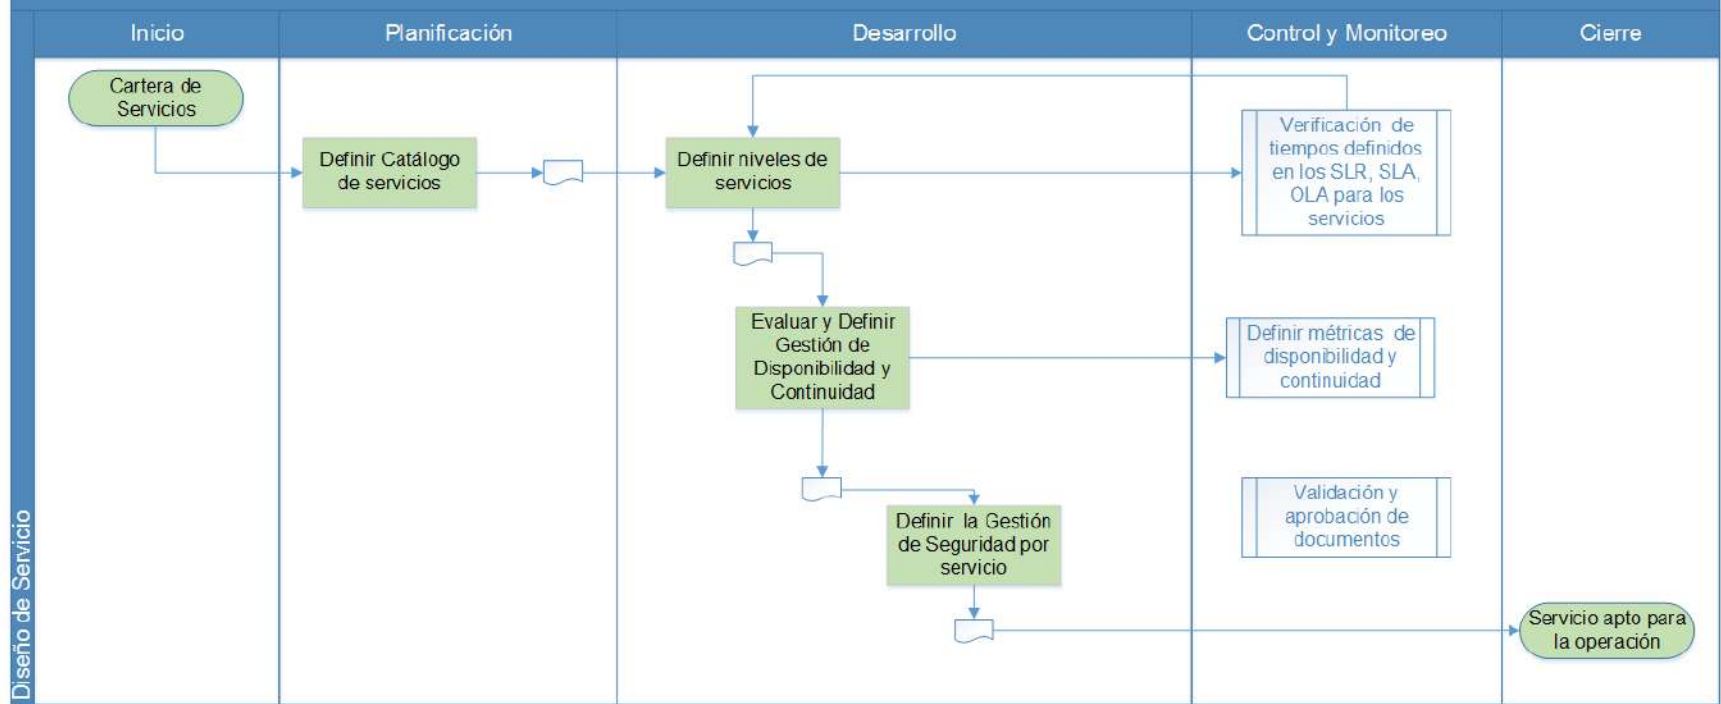 Inicio
Planificación
Desarrollo
Control y Monitoreo
Cierre
Diseño de Servicio
Cartera de
Servicios
Definir Catálogo
de servicios
Definir niveles de
servicios
Verificación de
tiempos definidos
en los SLR, SLA,
OLA para los
servicios
Evaluar y Definir
Gestión de
Disponibilidad y
Continuidad
Definir métricas de
disponibilidad y
continuidad
Validación y
aprobación de
documentos
Definir la Gestión
de Seguridad por
servicio
Servicio apto para
la operación